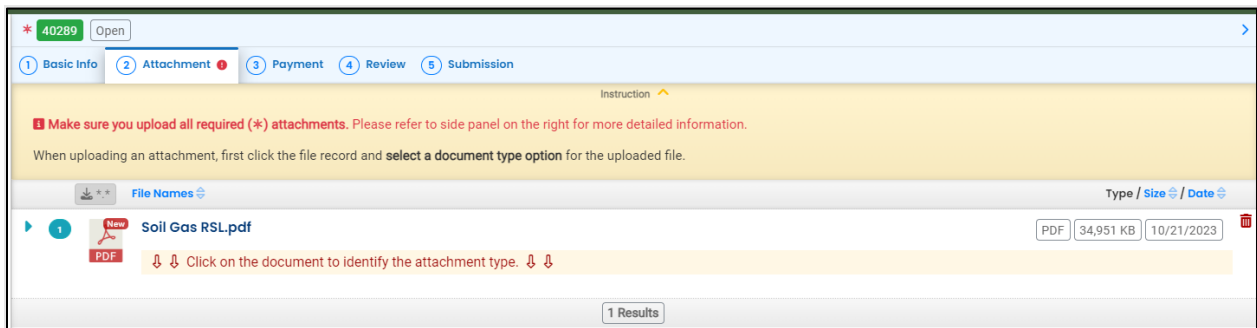 * 40289 Open
1 Basic Info 2 Attachment 3 Payment 4 Review 5 Submission
Instruction
Make sure you upload all required (*) attachments. Please refer to side panel on the right for more detailed information.
When uploading an attachment, first click the file record and select a document type option for the uploaded file.
*.* File Names Type / Size / Date
1 New PDF Soil Gas RSL.pdf PDF 34,951 KB 10/21/2023
Click on the document to identify the attachment type.
1 Results